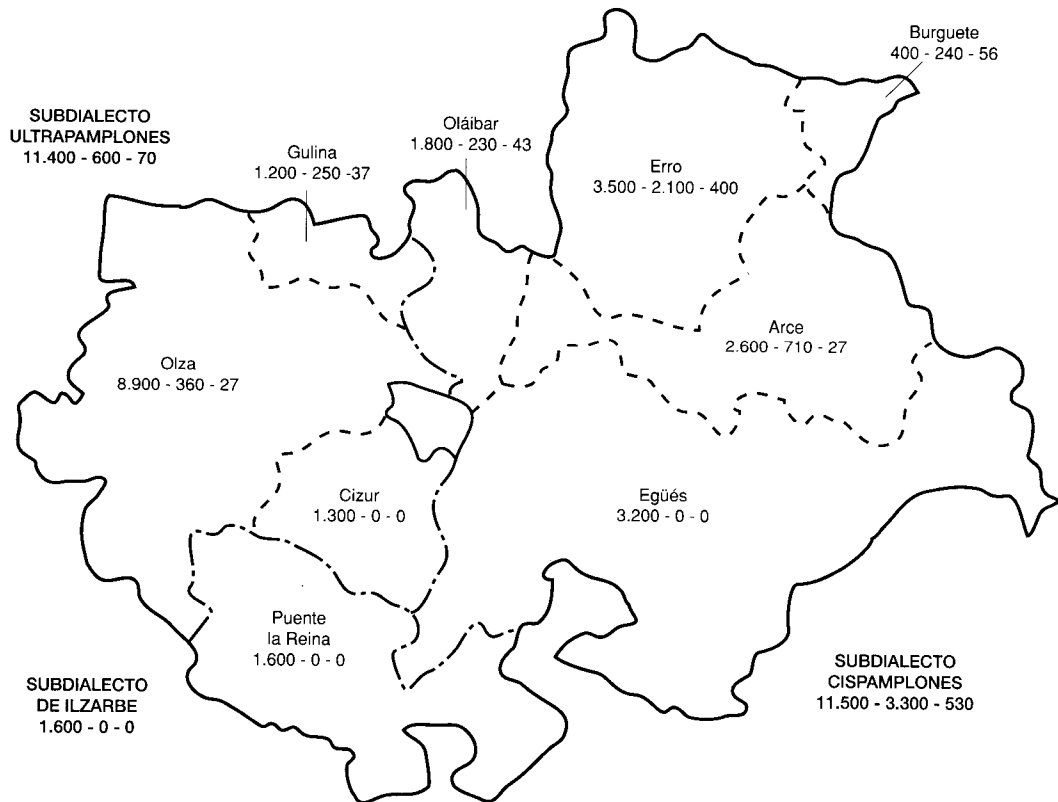 Burguete
400 - 240 - 56
SUBDIALECTO
ULTRAPAMPLONES
11.400 - 600 - 70
Gulina
1.200 - 250 -37
Oláibar
1.800 - 230 - 43
Erro
3.500 - 2.100 - 400
Arce
2.600 - 710 - 27
Olza
8.900 - 360 - 27
Cizur
1.300 - 0 - 0
Egüés
3.200 - 0 - 0
Puente
la Reina
1.600 - 0 - 0
SUBDIALECTO
DE ILZARBE
1.600 - 0 - 0
SUBDIALECTO
CISPAMPLONES
11.500 - 3.300 - 530